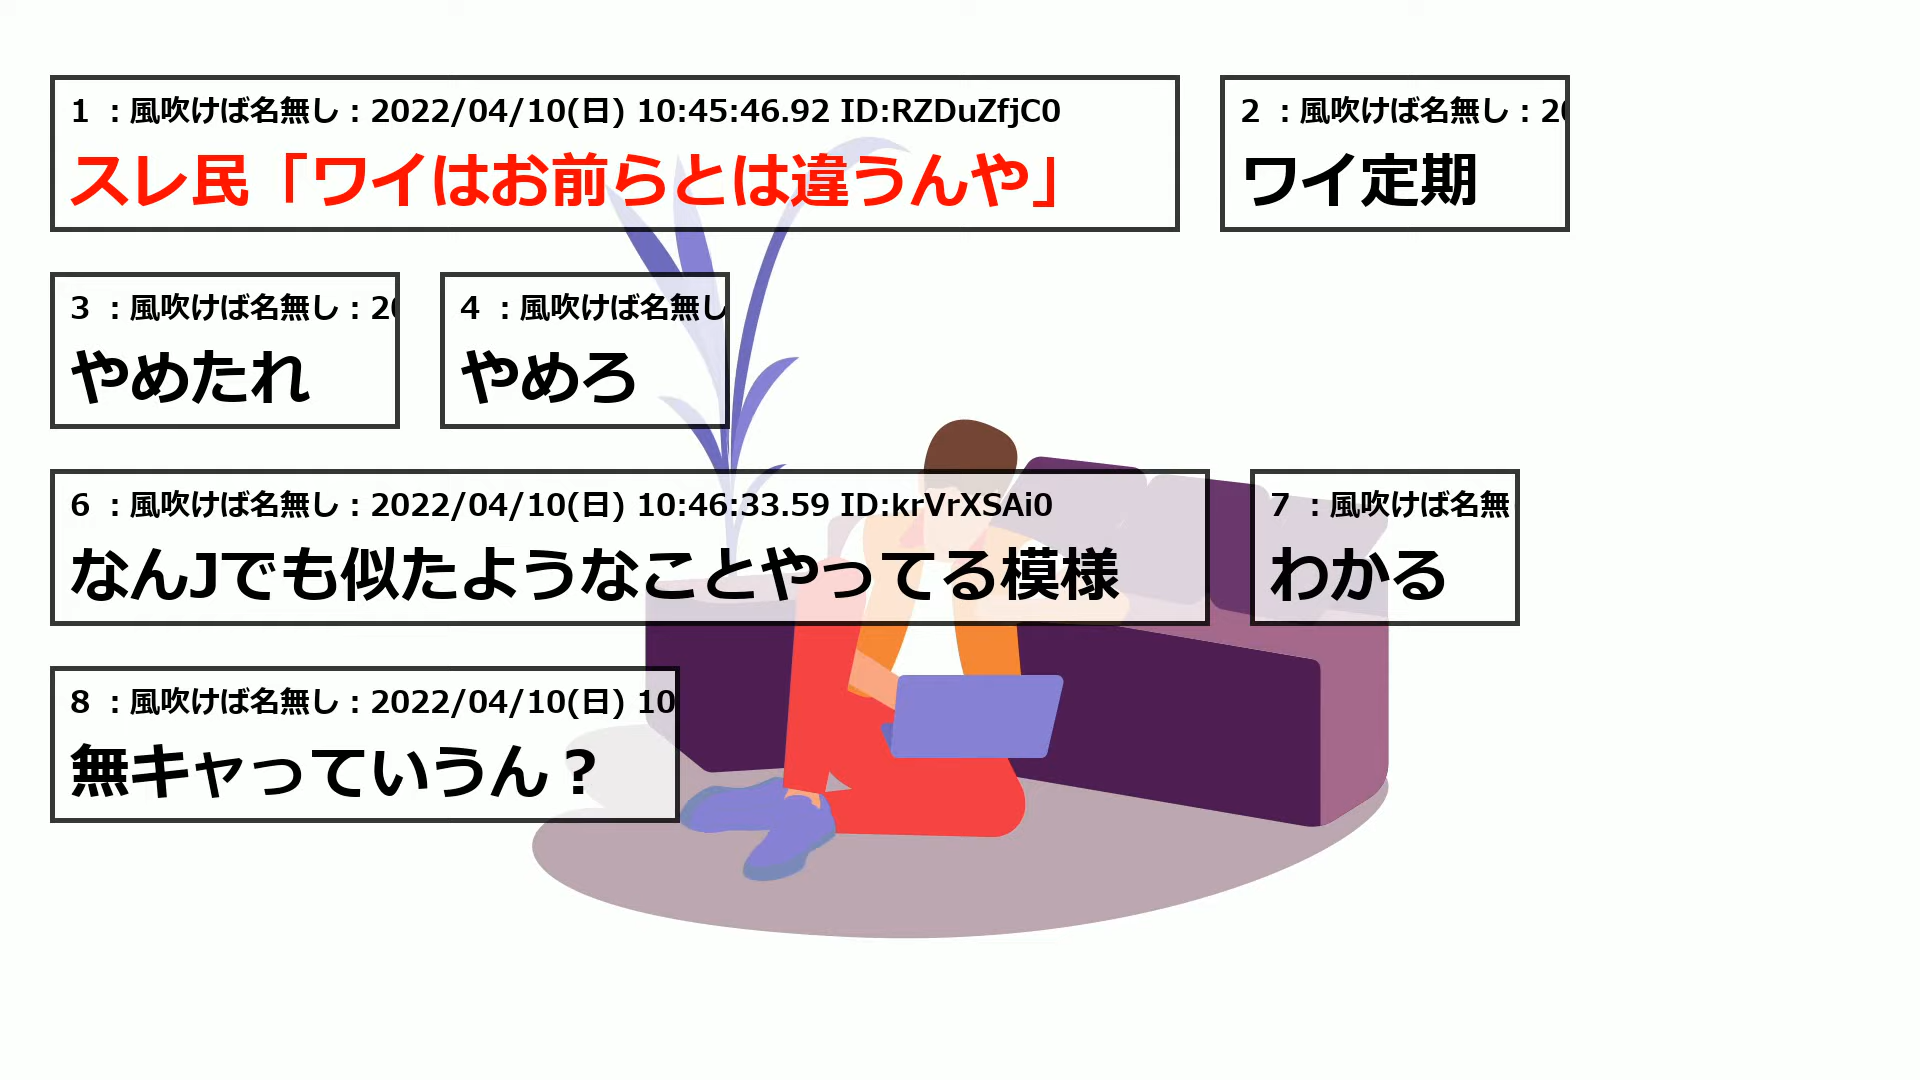 1 ：風吹けば名無し：2022/04/10(日) 10:45:46.92 ID:RZDuZfjC0
スレ民「ワイはお前らとは違うんや」
2 ：風吹けば名無し：20
ワイ定期
3 ：風吹けば名無し：20
やめたれ
4 ：風吹けば名無し
やめろ
6 ：風吹けば名無し：2022/04/10(日) 10:46:33.59 ID:krVrXSAi0
なんJでも似たようなことやってる模様
7 ：風吹けば名無
わかる
8 ：風吹けば名無し：2022/04/10(日) 10
無キャっていうん？